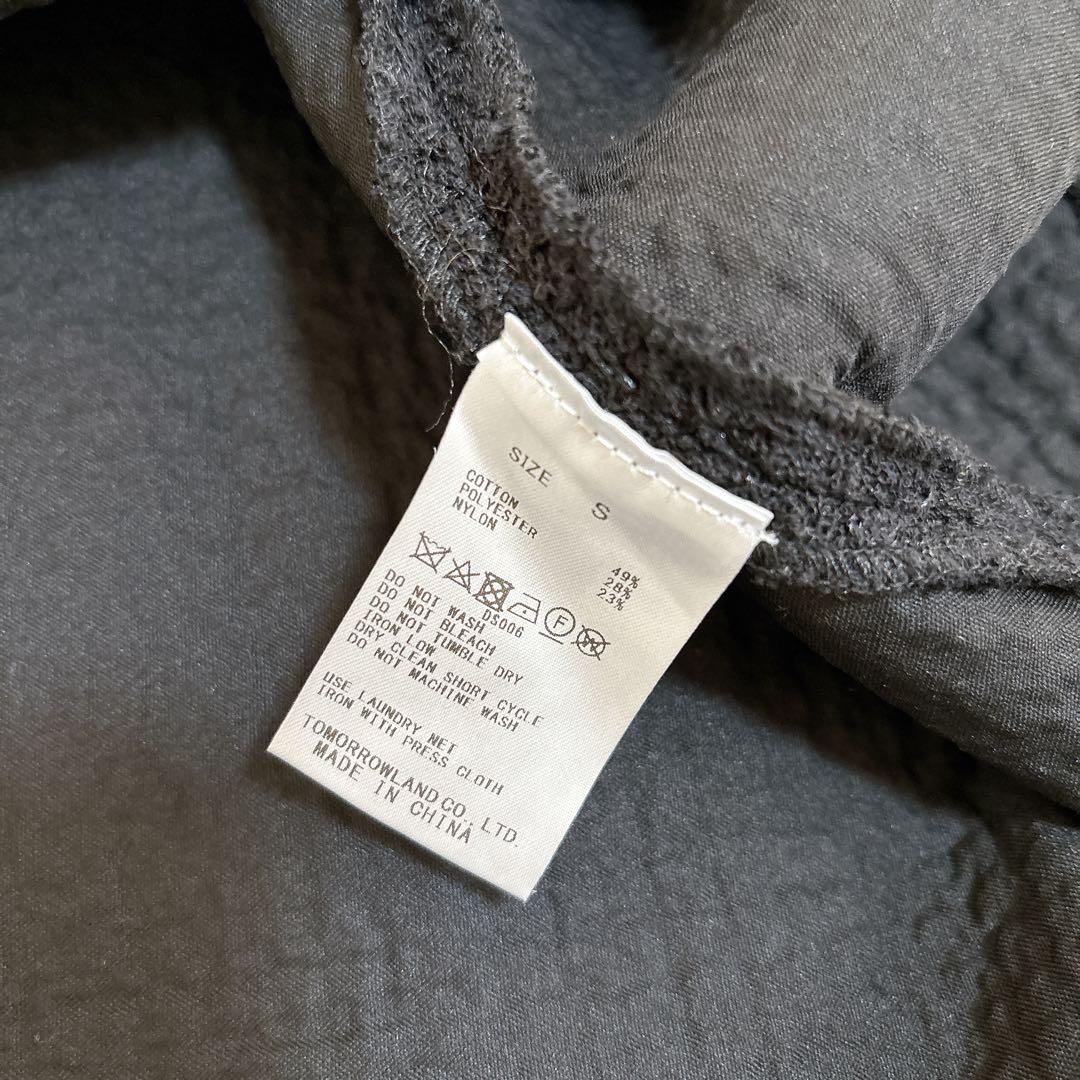 SIZE S
COTTON 49%
POLYESTER 28%
NYLON 23%
F
W
DS006
DO NOT WASH
DO NOT BLEACH
DO NOT TUMBLE DRY
IRON LOW
DRY CLEAN SHORT CYCLE
DO NOT MACHINE WASH
USE LAUNDRY NET
IRON WITH PRESS CLOTH
TOMORROWLAND CO., LTD.
MADE IN CHINA